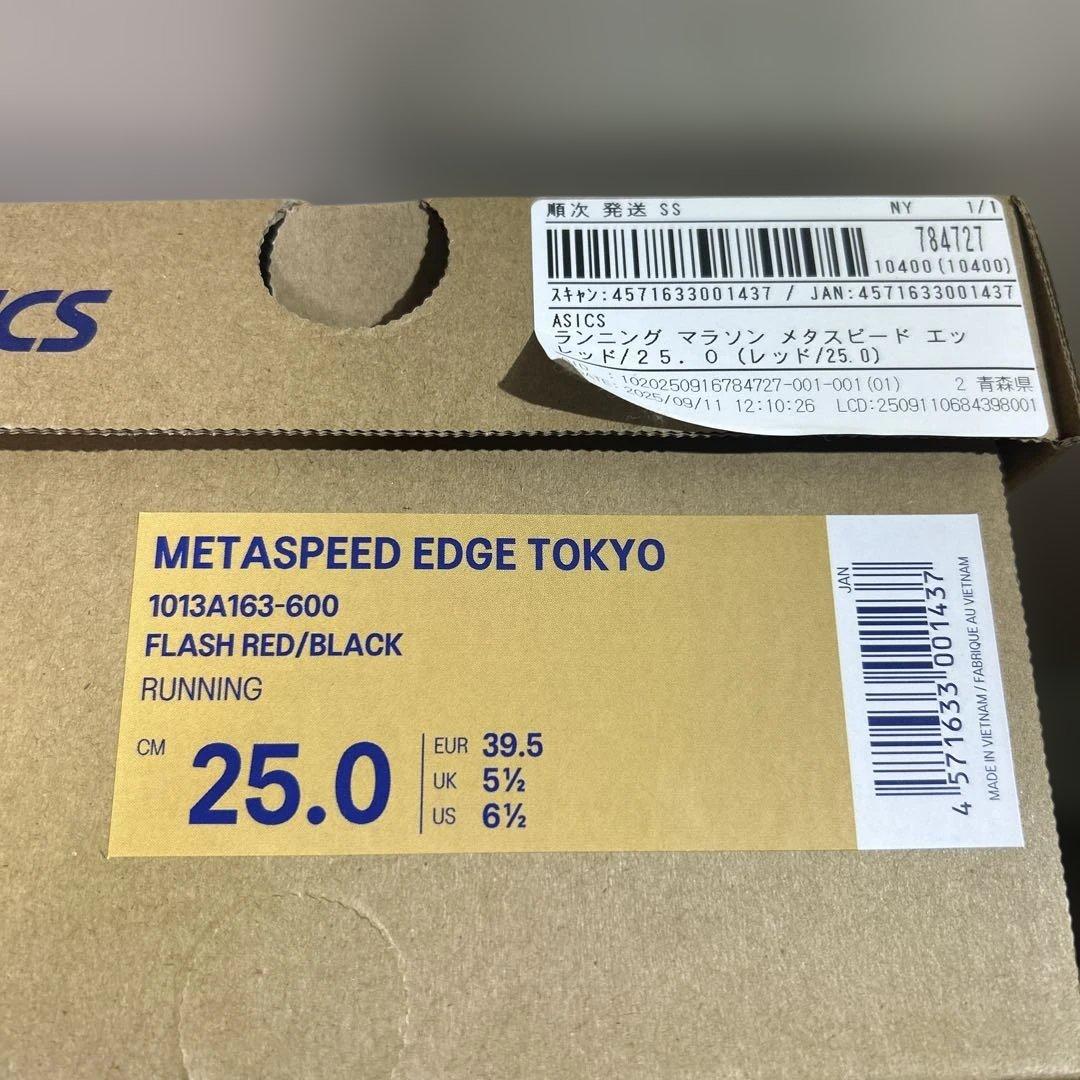 順次 発送 SS NY 1/1
784727
10400(10400)
ｽｷｬﾝ:4571633001437 / JAN:4571633001437
ASICS
ランニング マラソン メタスピード エッ
レッド/25.0 (レッド/25.0)
:1020250916784727-001-001(01) 2 青森県
DATE: 2025/09/11 12:10:26 LCD:2509110684398001
ICS
METASPEED EDGE TOKYO
1013A163-600
FLASH RED/BLACK
RUNNING
CM 25.0
EUR 39.5
UK 5½
US 6½
JAN
4 571633 001437
MADE IN VIETNAM / FABRIQUE AU VIETNAM